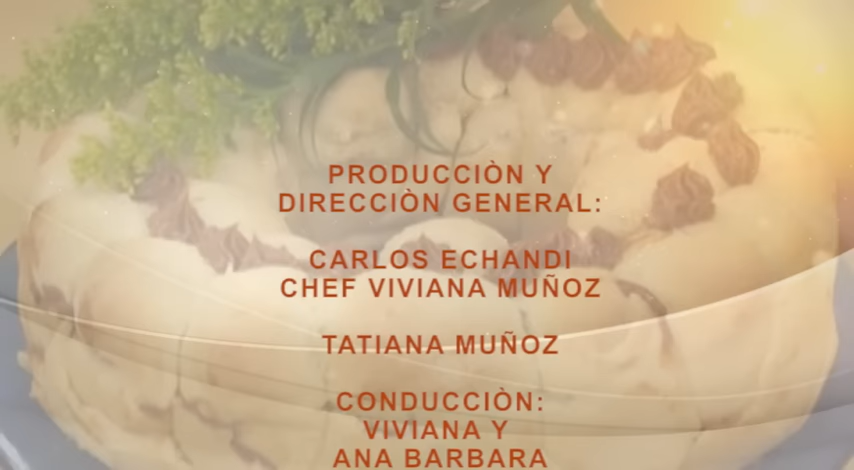 PRODUCCIÒN Y
DIRECCIÒN GENERAL:
CARLOS ECHANDI
CHEF VIVIANA MUÑOZ
TATIANA MUÑOZ
CONDUCCIÒN:
VIVIANA Y
ANA BARBARA